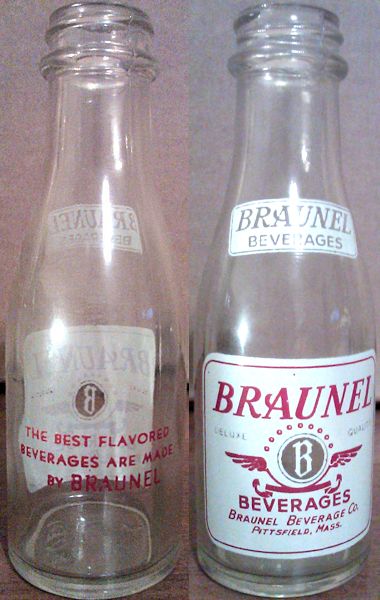 THE BEST FLAVORED
BEVERAGES ARE MADE
BY BRAUNEL
BRAUNEL
BEVERAGES
BRAUNEL
DELUXE QUALITY
B
BEVERAGES
BRAUNEL BEVERAGE CO.
PITTSFIELD, MASS.